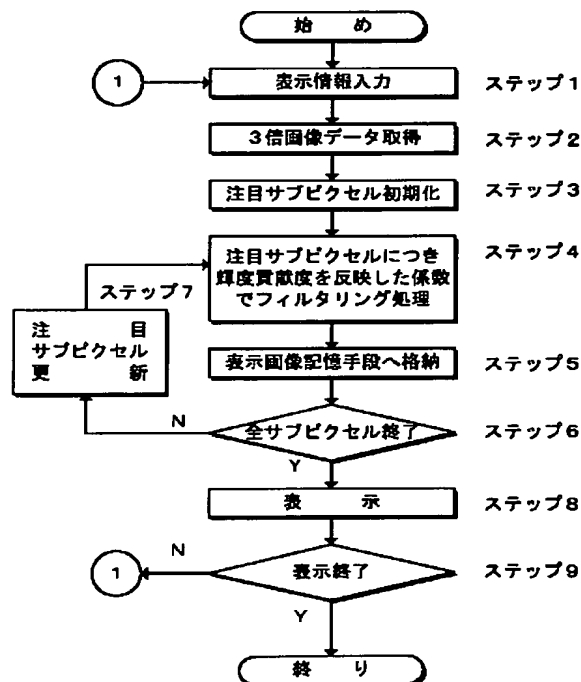 始め
1
表示情報入力
ステップ1
3倍画像データ取得
ステップ2
注目サブピクセル初期化
ステップ3
注目サブピクセルにつき
輝度貢献度を反映した係数
でフィルタリング処理
ステップ4
ステップ7
注目
サブピクセル
更新
表示画像記憶手段へ格納
ステップ5
N
全サブピクセル終了
ステップ6
Y
表示
ステップ8
N
1
表示終了
ステップ9
Y
終り